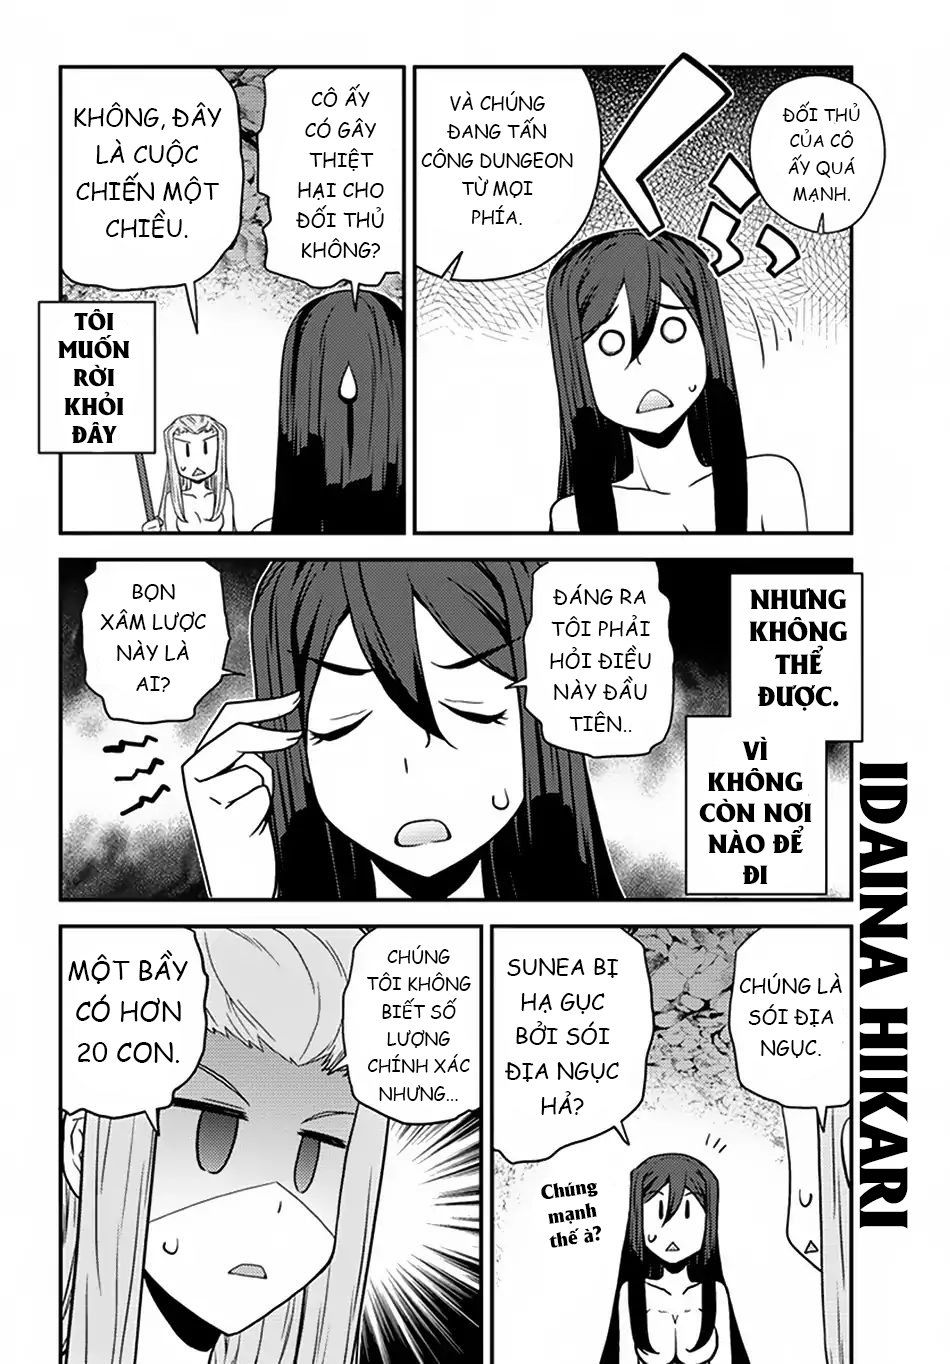 ĐỐI THỦ
CỦA CÔ
ẤY QUÁ
MẠNH.
VÀ CHÚNG
ĐANG TẤN
CÔNG DUNGEON
TỪ MỌI
PHÍA.
CÔ ẤY
CÓ GÂY
THIỆT
HẠI CHO
ĐỐI THỦ
KHÔNG?
KHÔNG, ĐÂY
LÀ CUỘC
CHIẾN MỘT
CHIỀU.
TÔI
MUỐN
RỜI
KHỎI
ĐÂY
NHƯNG
KHÔNG
THỂ
ĐƯỢC.
VÌ
KHÔNG
CÒN NƠI
NÀO ĐỂ
ĐI
ĐÁNG RA
TÔI PHẢI
HỎI ĐIỀU
NÀY ĐẦU
TIÊN..
BỌN
XÂM LƯỢC
NÀY LÀ
AI?
CHÚNG LÀ
SÓI ĐỊA
NGỤC.
SUNEA BỊ
HẠ GỤC
BỞI SÓI
ĐỊA NGỤC
HẢ?
Chúng
mạnh
thế à?
CHÚNG
TÔI KHÔNG
BIẾT SỐ
LƯỢNG
CHÍNH XÁC
NHƯNG...
MỘT BẦY
CÓ HƠN
20 CON.
IDAINA HIKARI